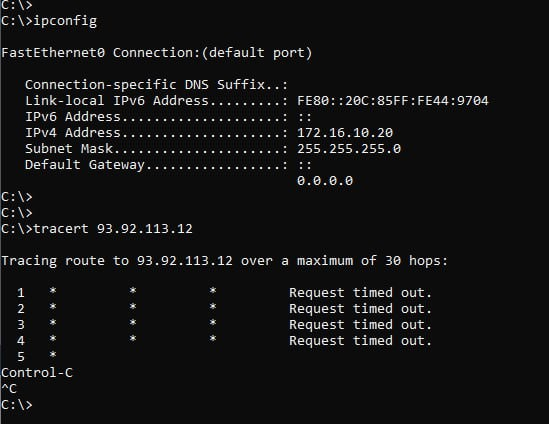 C:\>
C:\>ipconfig
FastEthernet0 Connection:(default port)
Connection-specific DNS Suffix..:
Link-local IPv6 Address.........: FE80::20C:85FF:FE44:9704
IPv6 Address....................: ::
IPv4 Address....................: 172.16.10.20
Subnet Mask.....................: 255.255.255.0
Default Gateway.................: ::
0.0.0.0
C:\>
C:\>
C:\>tracert 93.92.113.12
Tracing route to 93.92.113.12 over a maximum of 30 hops:
1 * * * Request timed out.
2 * * * Request timed out.
3 * * * Request timed out.
4 * * * Request timed out.
5 *
Control-C
^C
C:\>